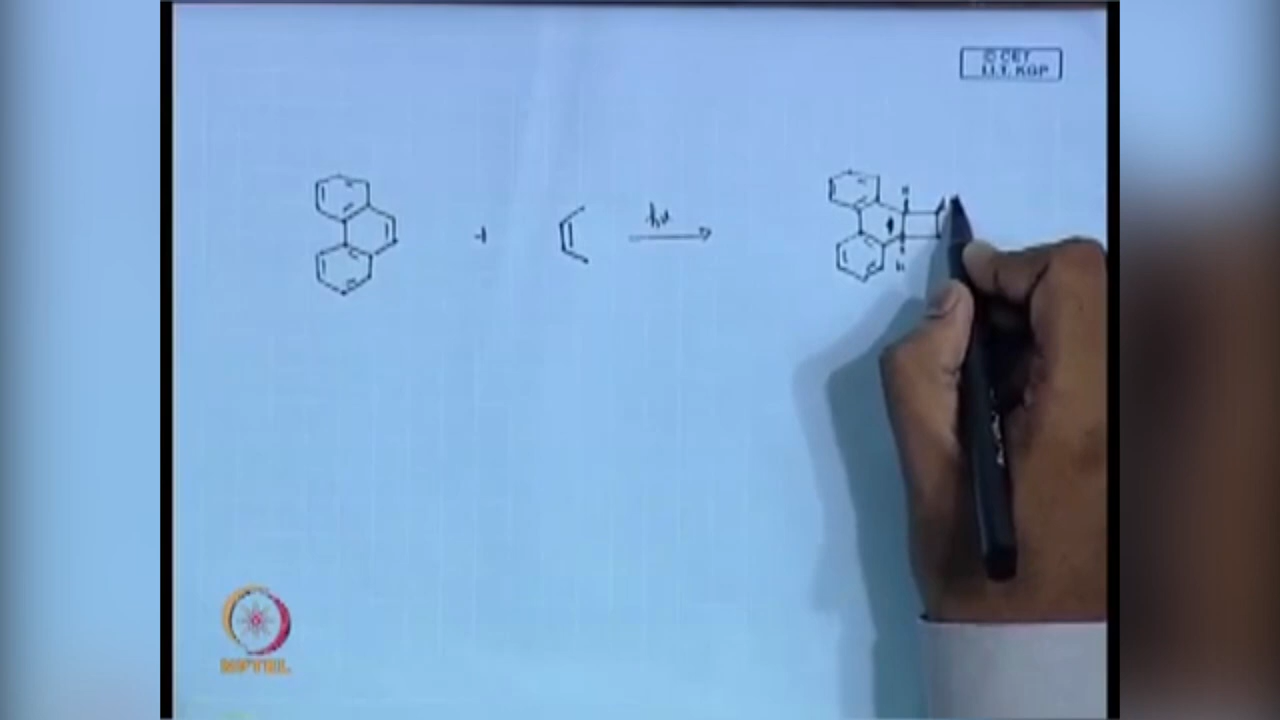 © CET
I.I.T. KGP
+
hν
H
H
NPTEL